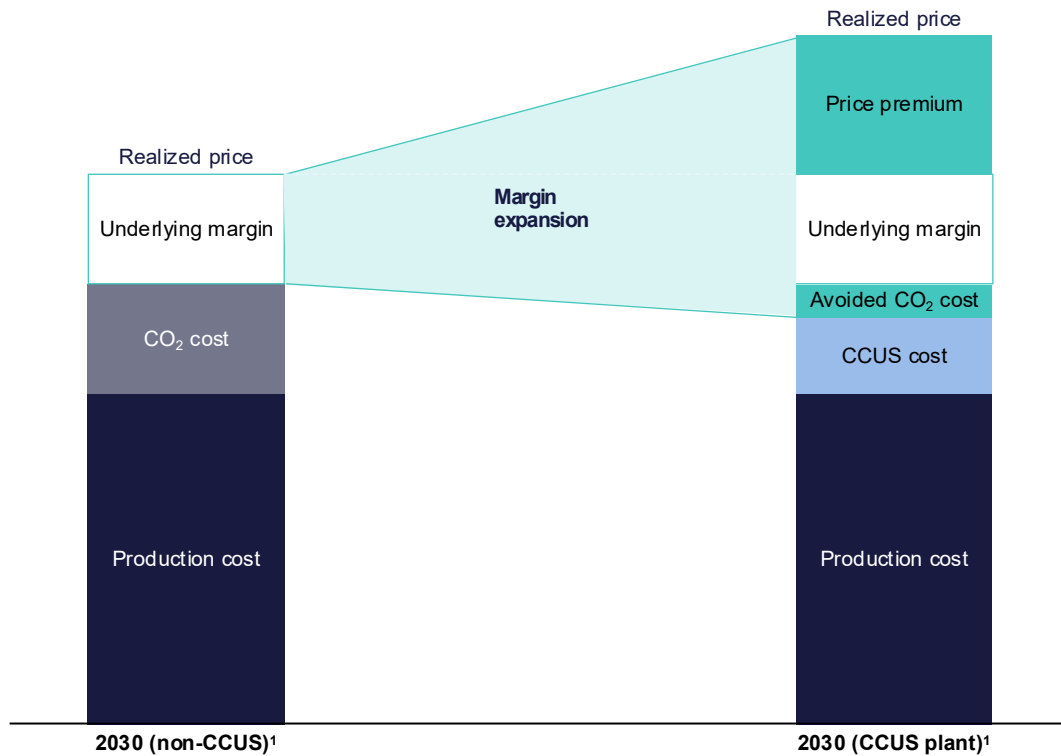 Realized price
Price premium
Realized price
Underlying margin
Margin
expansion
Underlying margin
Avoided CO₂ cost
CO₂ cost
CCUS cost
Production cost
Production cost
2030 (non-CCUS)¹
2030 (CCUS plant)¹